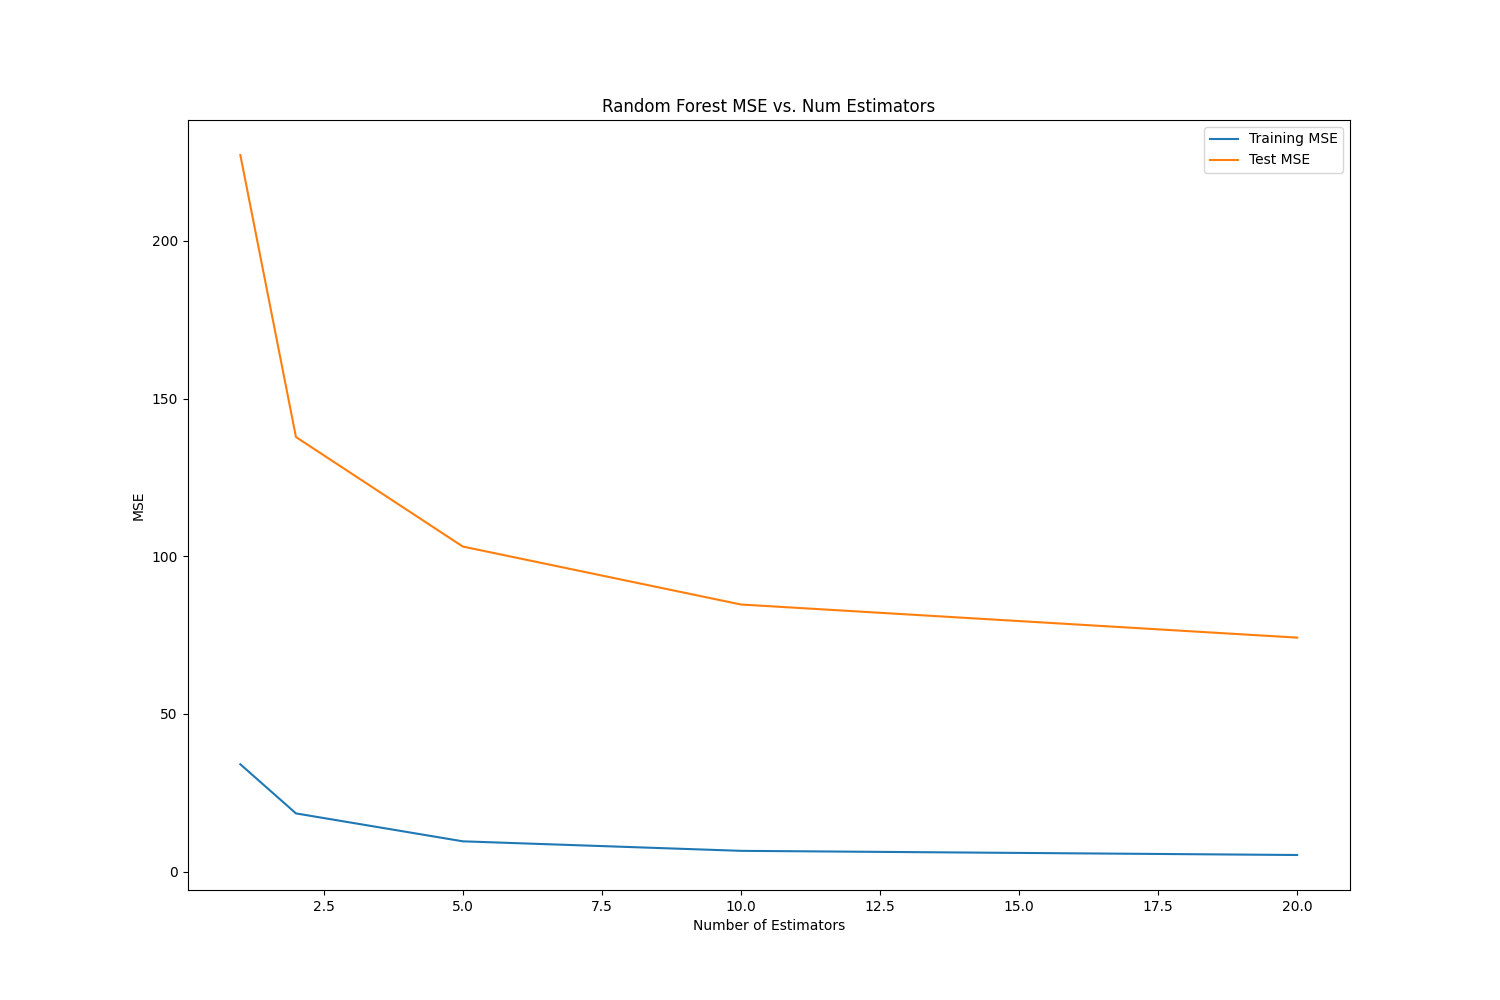 Random Forest MSE vs. Num Estimators
Training MSE
Test MSE
200
150
100
50
0
MSE
2.5 5.0 7.5 10.0 12.5 15.0 17.5 20.0
Number of Estimators